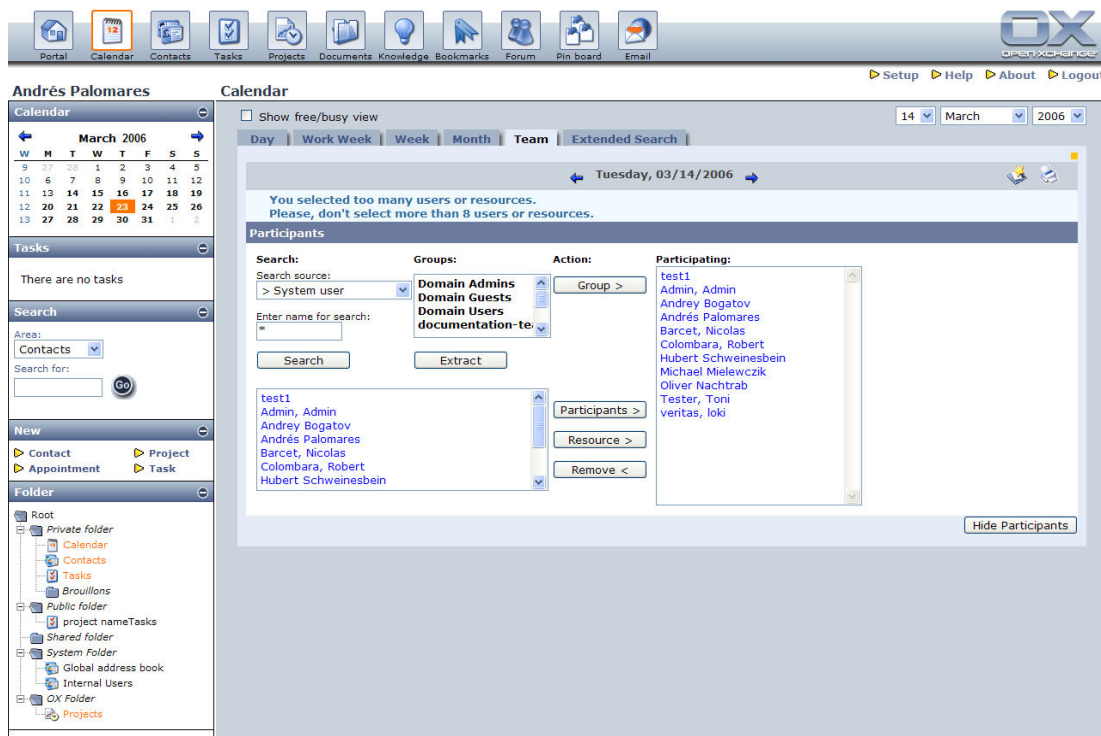 Portal Calendar Contacts Tasks Projects Documents Knowledge Bookmarks Forum Pin board Email
OX
OPEN-XCHANGE
Setup Help About Logout
Andrés Palomares Calendar
Calendar
March 2006
W M T W T F S S
9 27 28 1 2 3 4 5
10 6 7 8 9 10 11 12
11 13 14 15 16 17 18 19
12 20 21 22 23 24 25 26
13 27 28 29 30 31 1 2
Tasks
There are no tasks
Search
Area:
Contacts
Search for:
Go
New
Contact Project
Appointment Task
Folder
Root
Private folder
Calendar
Contacts
Tasks
Brouillons
Public folder
project nameTasks
Shared folder
System Folder
Global address book
Internal Users
OX Folder
Projects
Show free/busy view 14 March 2006
Day Work Week Week Month Team Extended Search
Tuesday, 03/14/2006
You selected too many users or resources.
Please, don't select more than 8 users or resources.
Participants
Search: Groups: Action: Participating:
Search source:
> System user
Enter name for search:
*
Search
Domain Admins
Domain Guests
Domain Users
documentation-te
Extract
Group >
test1
Admin, Admin
Andrey Bogatov
Andrés Palomares
Barcet, Nicolas
Colombara, Robert
Hubert Schweinesbein
Participants >
Resource >
Remove <
test1
Admin, Admin
Andrey Bogatov
Andrés Palomares
Barcet, Nicolas
Colombara, Robert
Hubert Schweinesbein
Michael Mielewczik
Oliver Nachtrab
Tester, Toni
veritas, loki
Hide Participants